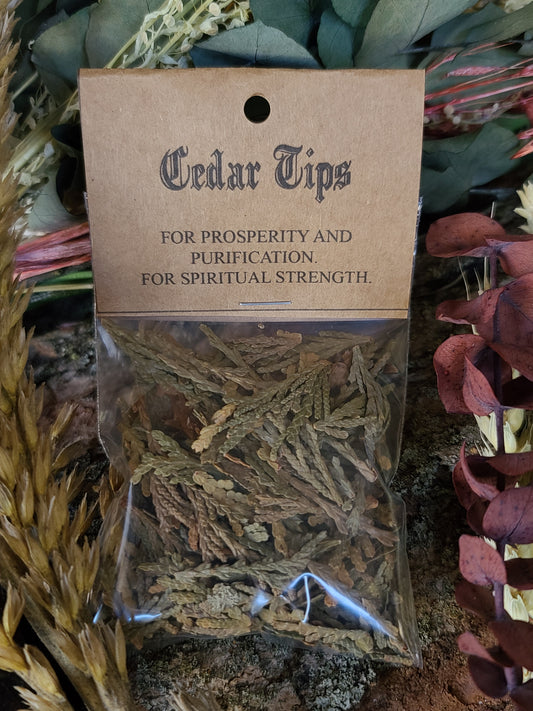 Cedar Tips
FOR PROSPERITY AND
PURIFICATION.
FOR SPIRITUAL STRENGTH.